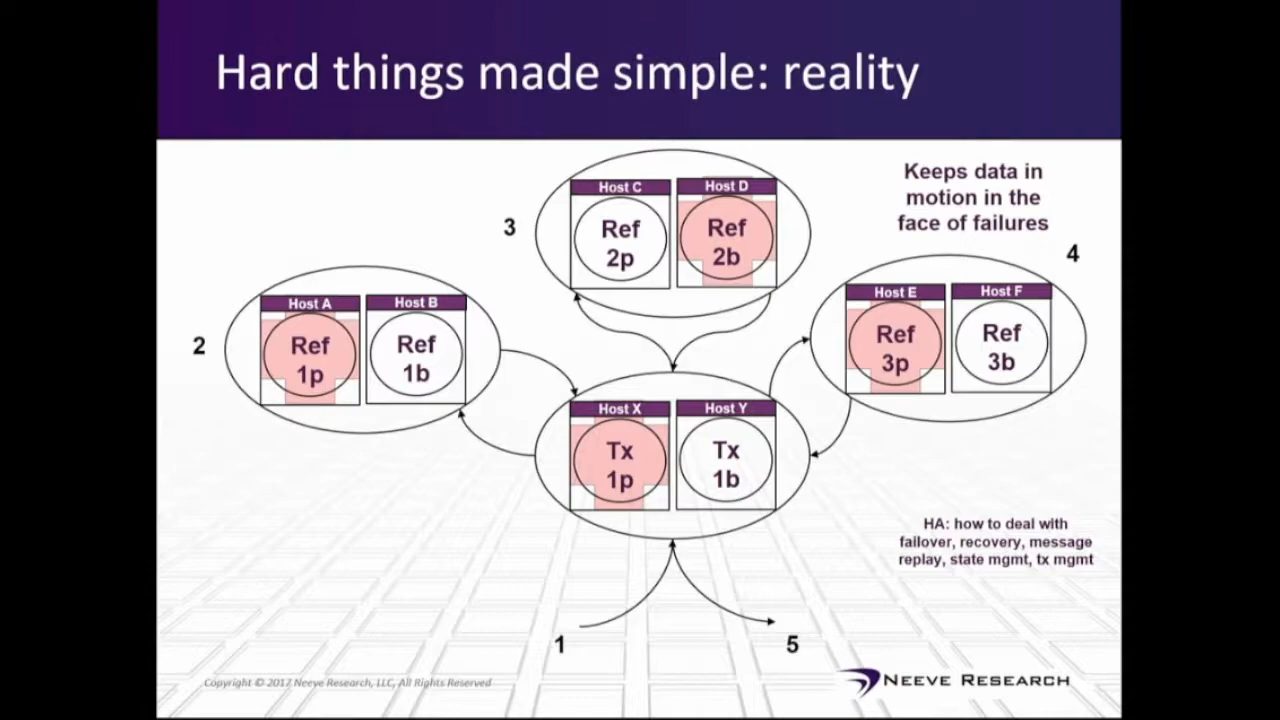 Hard things made simple: reality
Keeps data in
motion in the
face of failures
3
Host C
Ref
2p
Host D
Ref
2b
4
Host E
Ref
3p
Host F
Ref
3b
2
Host A
Ref
1p
Host B
Ref
1b
Host X
Tx
1p
Host Y
Tx
1b
HA: how to deal with
failover, recovery, message
replay, state mgmt, tx mgmt
1
5
Copyright © 2017 Neeve Research, LLC, All Rights Reserved
NEEVE RESEARCH